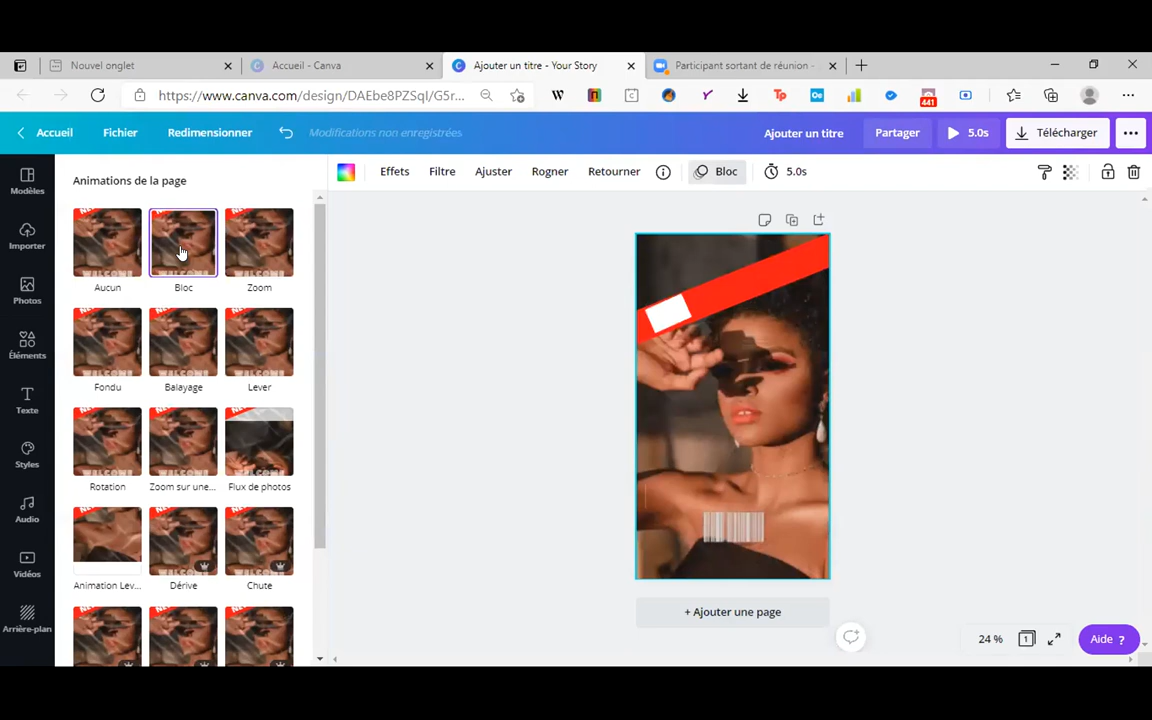 Nouvel onglet
Accueil - Canva
Ajouter un titre - Your Story
Participant sortant de réunion -
https://www.canva.com/design/DAEbe8PZSqI/G5r...
441
Accueil
Fichier
Redimensionner
Modifications non enregistrées
Ajouter un titre
Partager
5.0s
Télécharger
Modèles
Importer
Photos
Éléments
Texte
Styles
Audio
Vidéos
Arrière-plan
Effets
Filtre
Ajuster
Rogner
Retourner
Bloc
5.0s
Animations de la page
Aucun
Bloc
Zoom
Fondu
Balayage
Lever
Rotation
Zoom sur une...
Flux de photos
Animation Lev...
Dérive
Chute
+ Ajouter une page
24 %
1
Aide ?